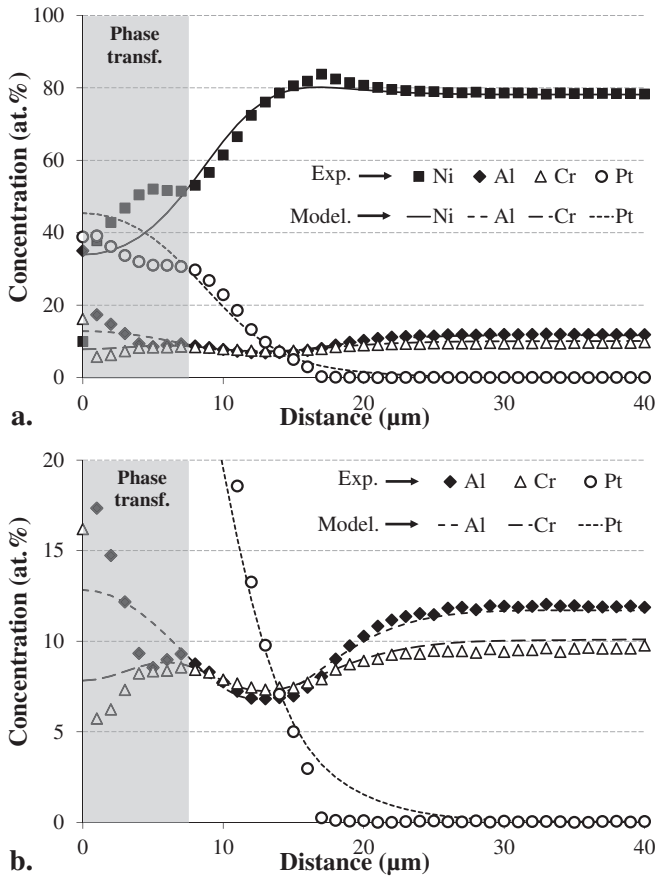 100
80
60
40
20
0
Concentration (at.%)
Phase
transf.
Exp. Ni Al Cr Pt
Model. Ni Al Cr Pt
0 10 20 30 40
a. Distance (μm)
20
15
10
5
0
Concentration (at.%)
Phase
transf.
Exp. Al Cr Pt
Model. Al Cr Pt
0 10 20 30 40
b. Distance (μm)